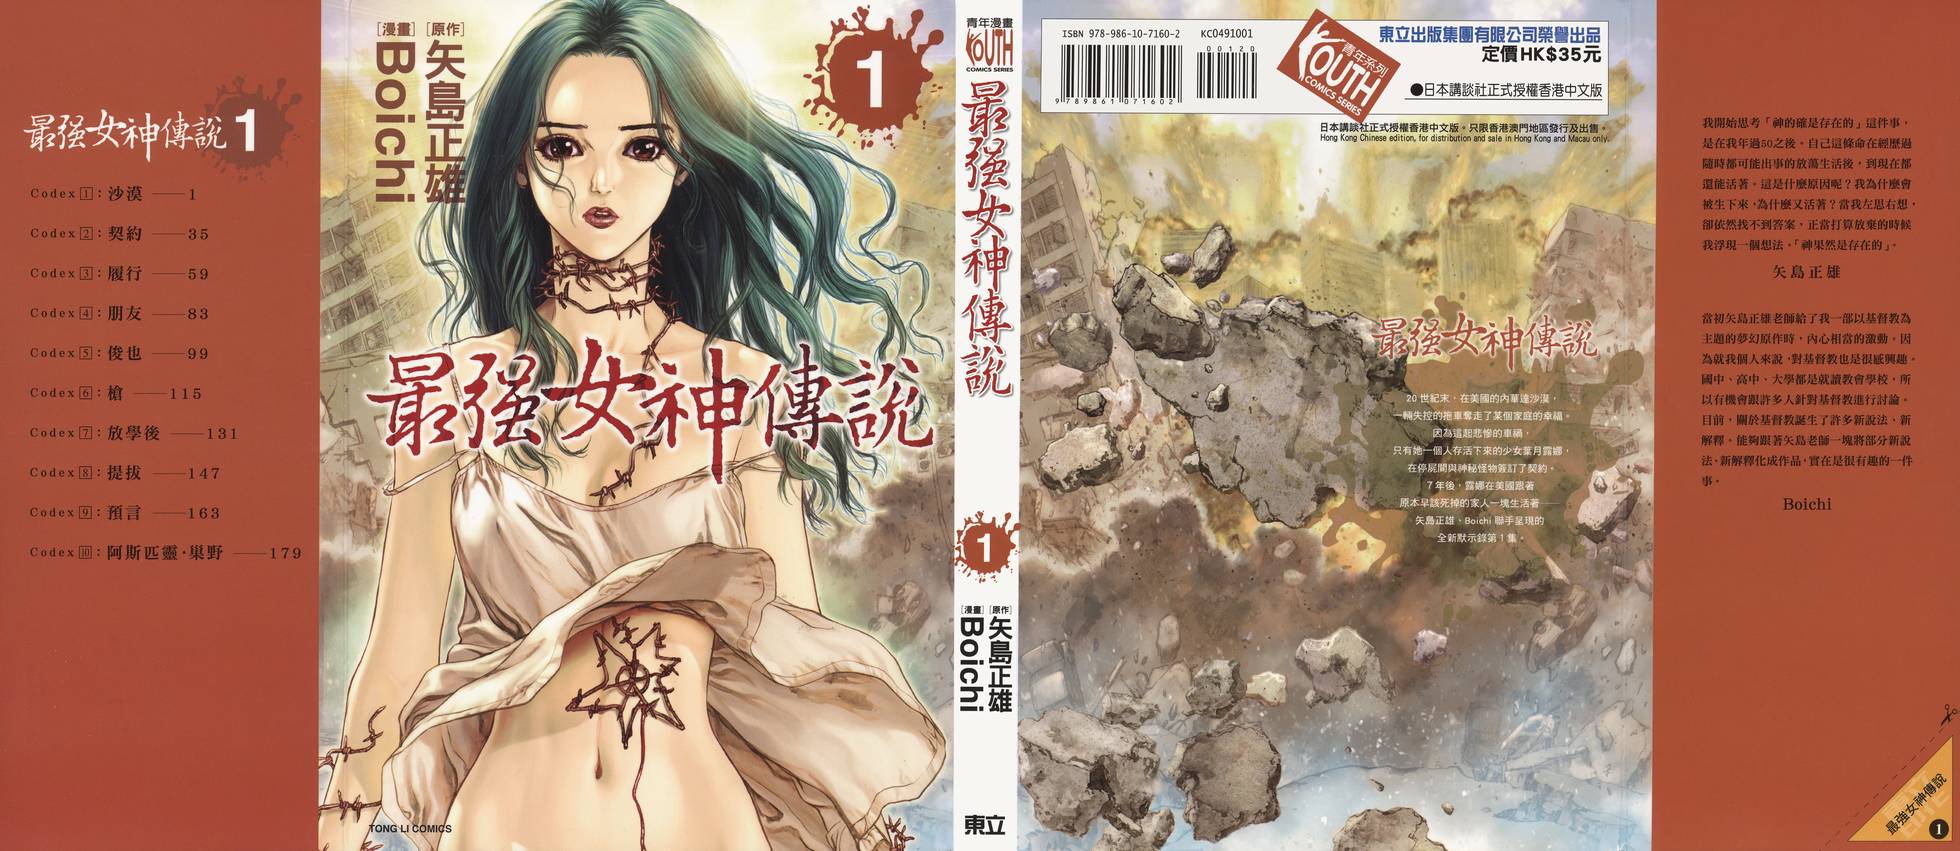 最强女神傳說 1
Codex 1：沙漠 ——1
Codex 2：契約 ——35
Codex 3：履行 ——59
Codex 4：朋友 ——83
Codex 5：俊也 ——99
Codex 6：槍 ——115
Codex 7：放學後 ——131
Codex 8：提拔 ——147
Codex 9：預言 ——163
Codex 10：阿斯匹靈·巢野 ——179
[原作]
矢島正雄
[漫畫]
Boichi
1
最强女神傳說
TONG LI COMICS
青年漫畫
YOUTH
COMICS SERIES
最强女神傳說
1
[原作]
矢島正雄
[漫畫]
Boichi
東立
ISBN 978-986-10-7160-2 KC0491001
00120
9 789861 071602
青年系列
YOUTH
COMICS SERIES
東立出版集團有限公司榮譽出品
定價HK$35元
●日本講談社正式授權香港中文版
日本講談社正式授權香港中文版。只限香港澳門地區發行及出售。
Hong Kong Chinese edition, for distribution and sale in Hong Kong and Macau only.
最强女神傳說
20 世紀末，在美國的內華達沙漠，
一輛失控的拖車奪走了某個家庭的幸福。
因為這起悲慘的車禍，
只有她一個人存活下來的少女葉月露娜，
在停屍間與神秘怪物簽訂了契約。
7 年後，露娜在美國跟著
原本早該死掉的家人一塊生活著——
矢島正雄、Boichi 聯手呈現的
全新默示錄第 1 集。
我開始思考「神的確是存在的」這件事，
是在我年過50之後。自己這條命在經歷過
隨時都可能出事的放蕩生活後，到現在都
還能活著。這是什麼原因呢？我為什麼會
被生下來，為什麼又活著？當我左思右想，
卻依然找不到答案，正當打算放棄的時候
我浮現一個想法。「神果然是存在的」。
矢島正雄
當初矢島正雄老師給了我一部以基督教為
主題的夢幻原作時，內心相當的激動。因
為就我個人來說，對基督教也是很感興趣。
國中、高中、大學都是就讀教會學校，所
以有機會跟許多人針對基督教進行討論。
目前，關於基督教誕生了許多新說法、新
解釋。能夠跟著矢島老師一塊將部分新說
法、新解釋化成作品，實在是很有趣的一件
事。
Boichi
最强女神傳說
1